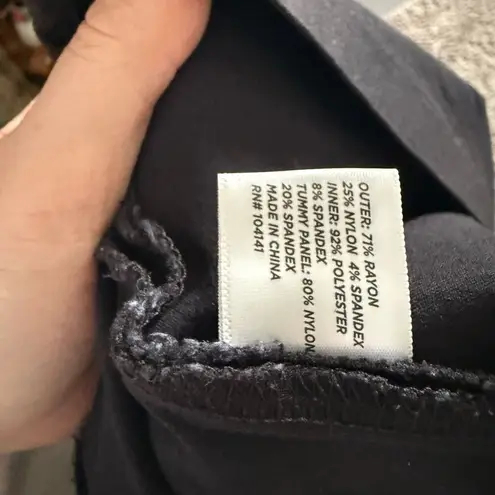 OUTER: 71% RAYON
25% NYLON 4% SPANDEX
INNER: 92% POLYESTER
8% SPANDEX
TUMMY PANEL: 80% NYLON
20% SPANDEX
MADE IN CHINA
RN# 104141